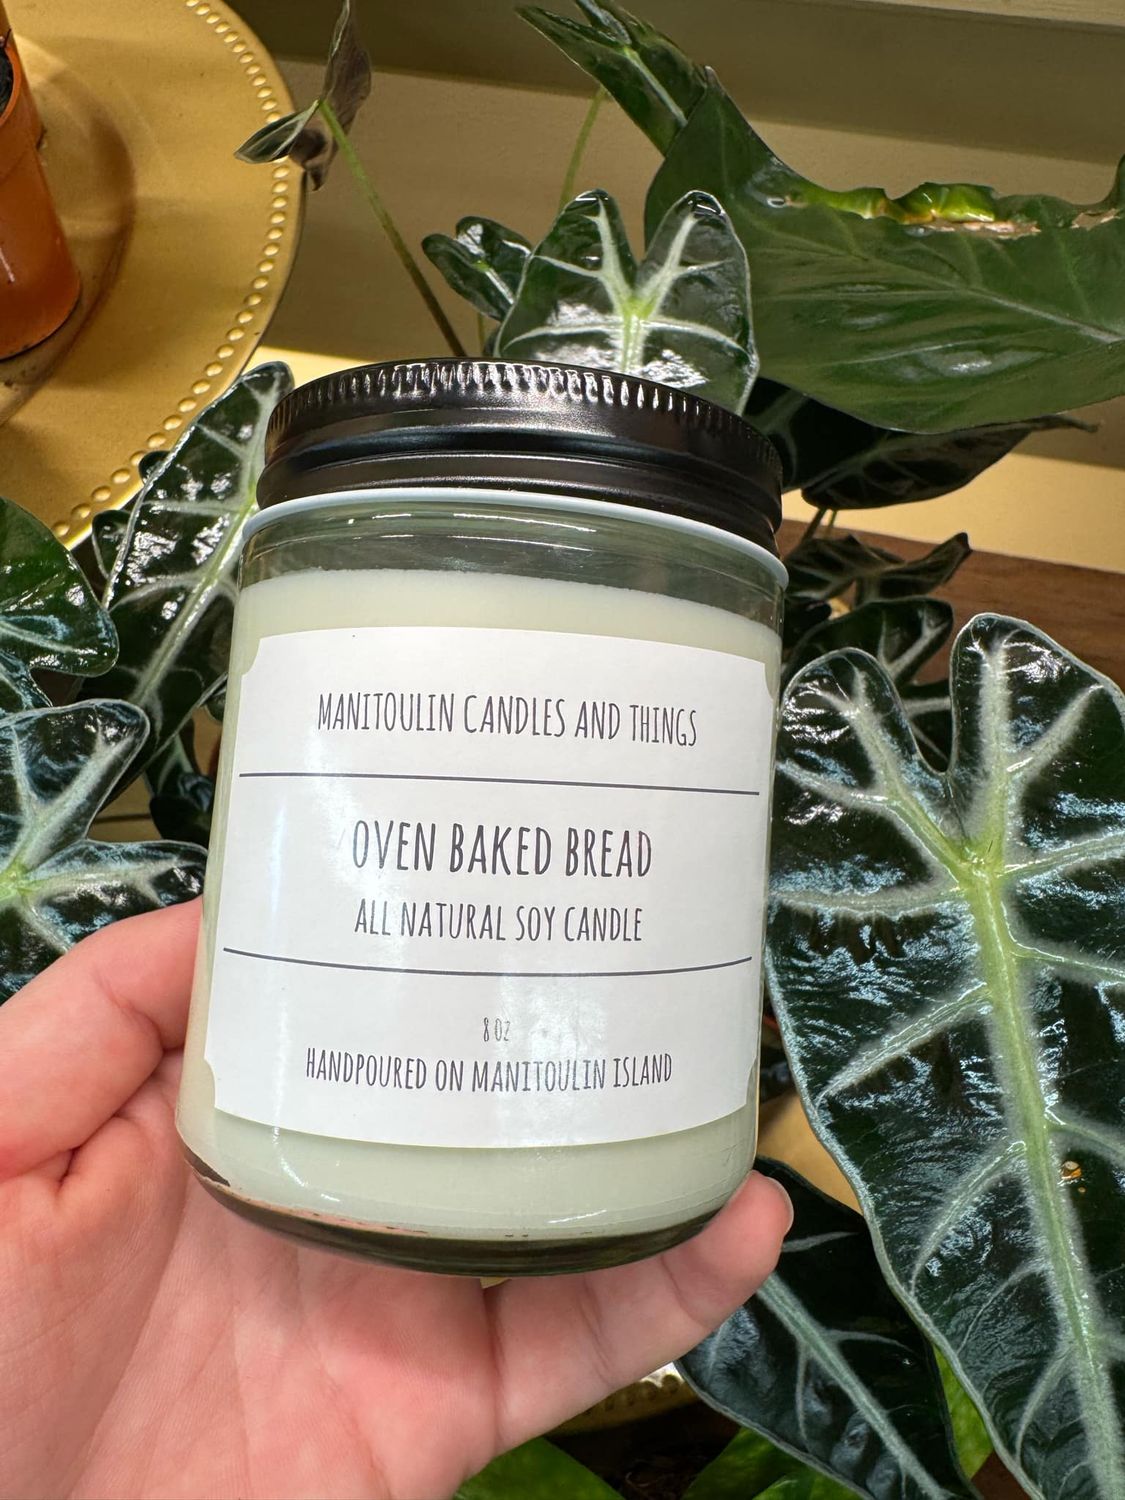 MANITOULIN CANDLES AND THINGS
OVEN BAKED BREAD
ALL NATURAL SOY CANDLE
8 OZ
HANDPOURED ON MANITOULIN ISLAND